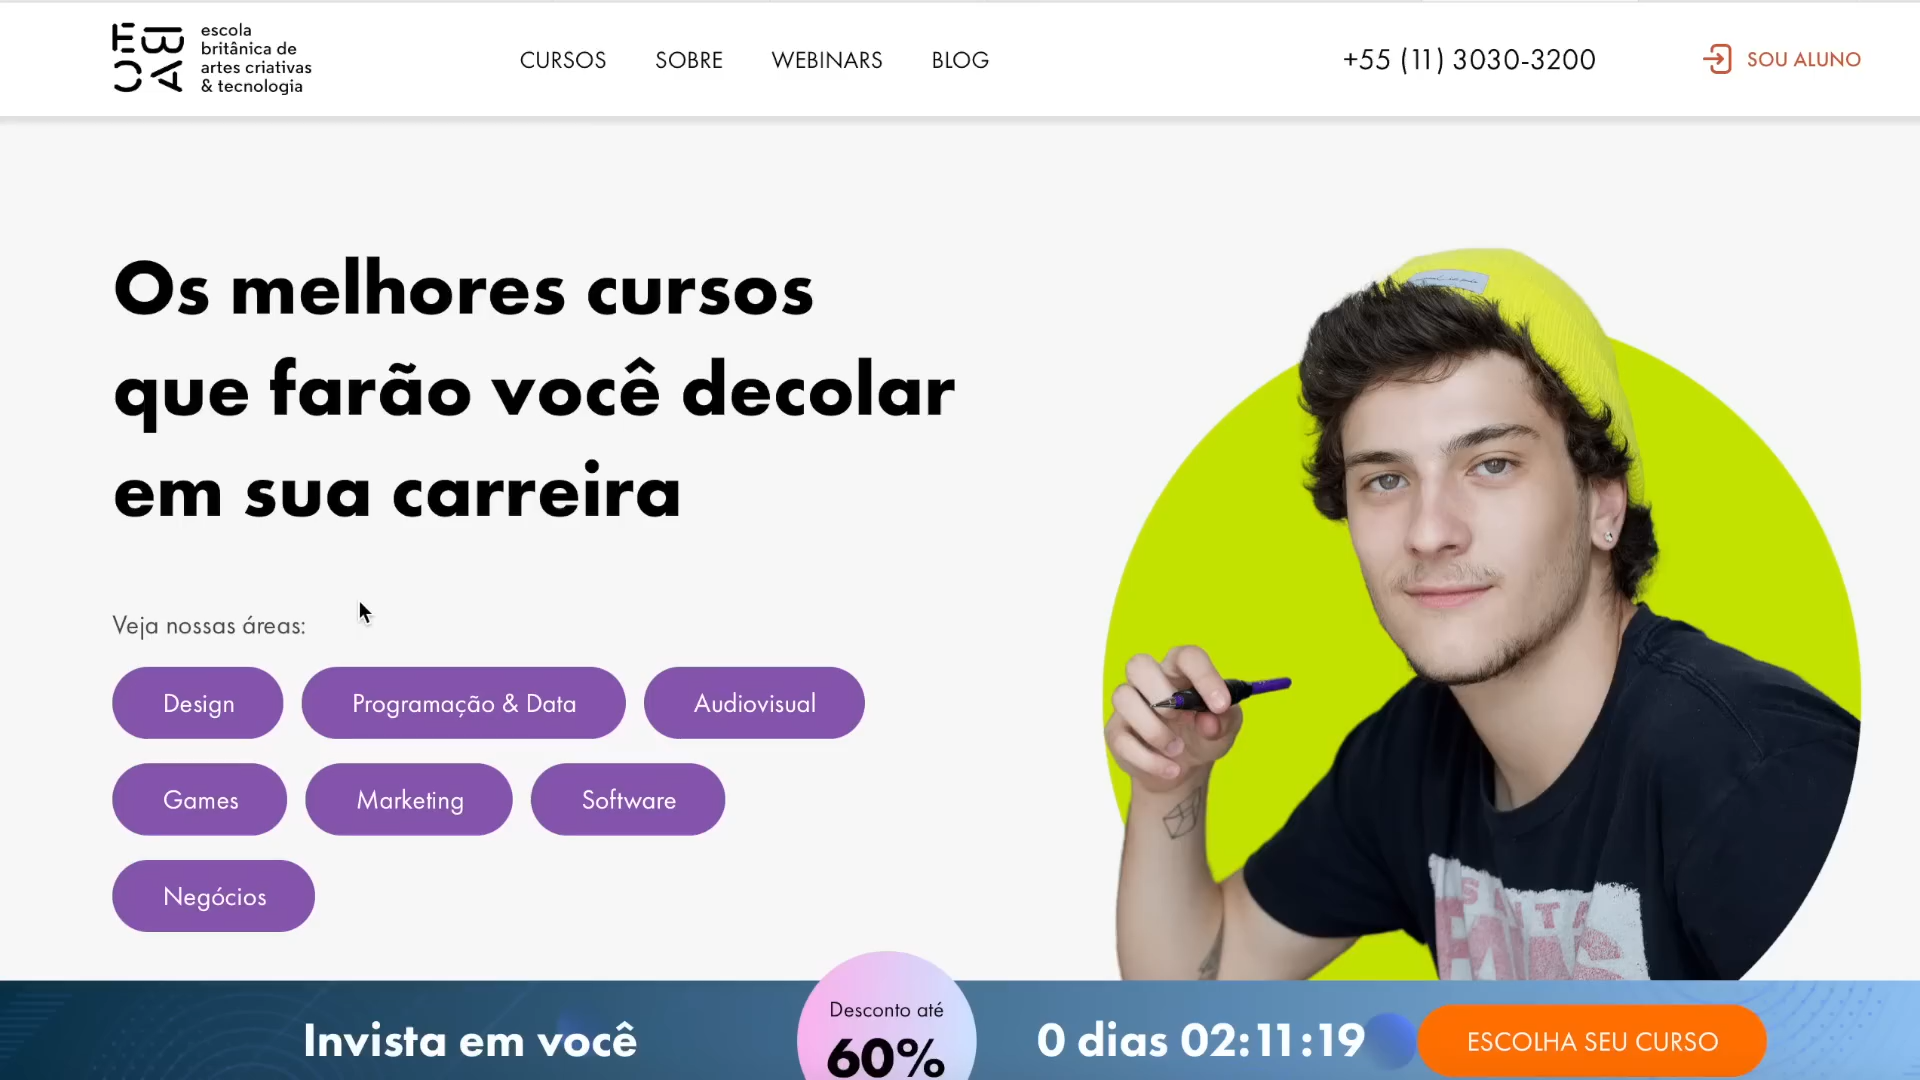 escola
britânica de
artes criativas
& tecnologia
EBAC
CURSOS
SOBRE
WEBINARS
BLOG
+55 (11) 3030-3200
SOU ALUNO
Os melhores cursos
que farão você decolar
em sua carreira
Veja nossas áreas:
Design
Programação & Data
Audiovisual
Games
Marketing
Software
Negócios
Invista em você
Desconto até
60%
0 dias 02:11:19
ESCOLHA SEU CURSO